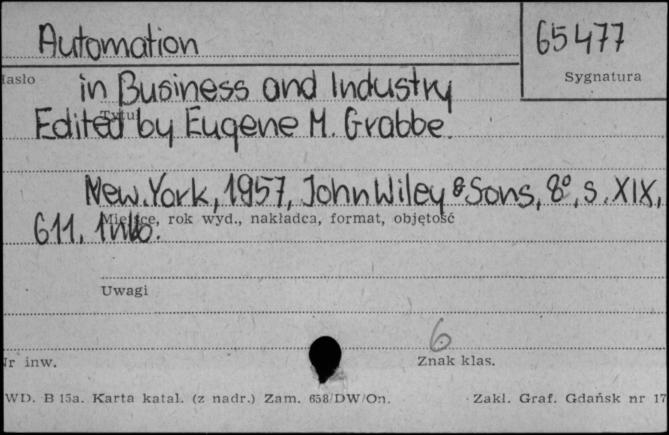 Automation
65477
Hasło
Sygnatura
in Business and Industry
Tytuł
Edited by Eugene M. Grabbe.
New.York, 1957, John Wiley & Sons, 8°, s. XIX,
Miejsce, rok wyd., nakładca, format, objętość
611, 1nlb.
Uwagi
6
Nr inw.
Znak klas.
WD. B 15a. Karta katal. (z nadr.) Zam. 658/DW/On.
Zakł. Graf. Gdańsk nr 17